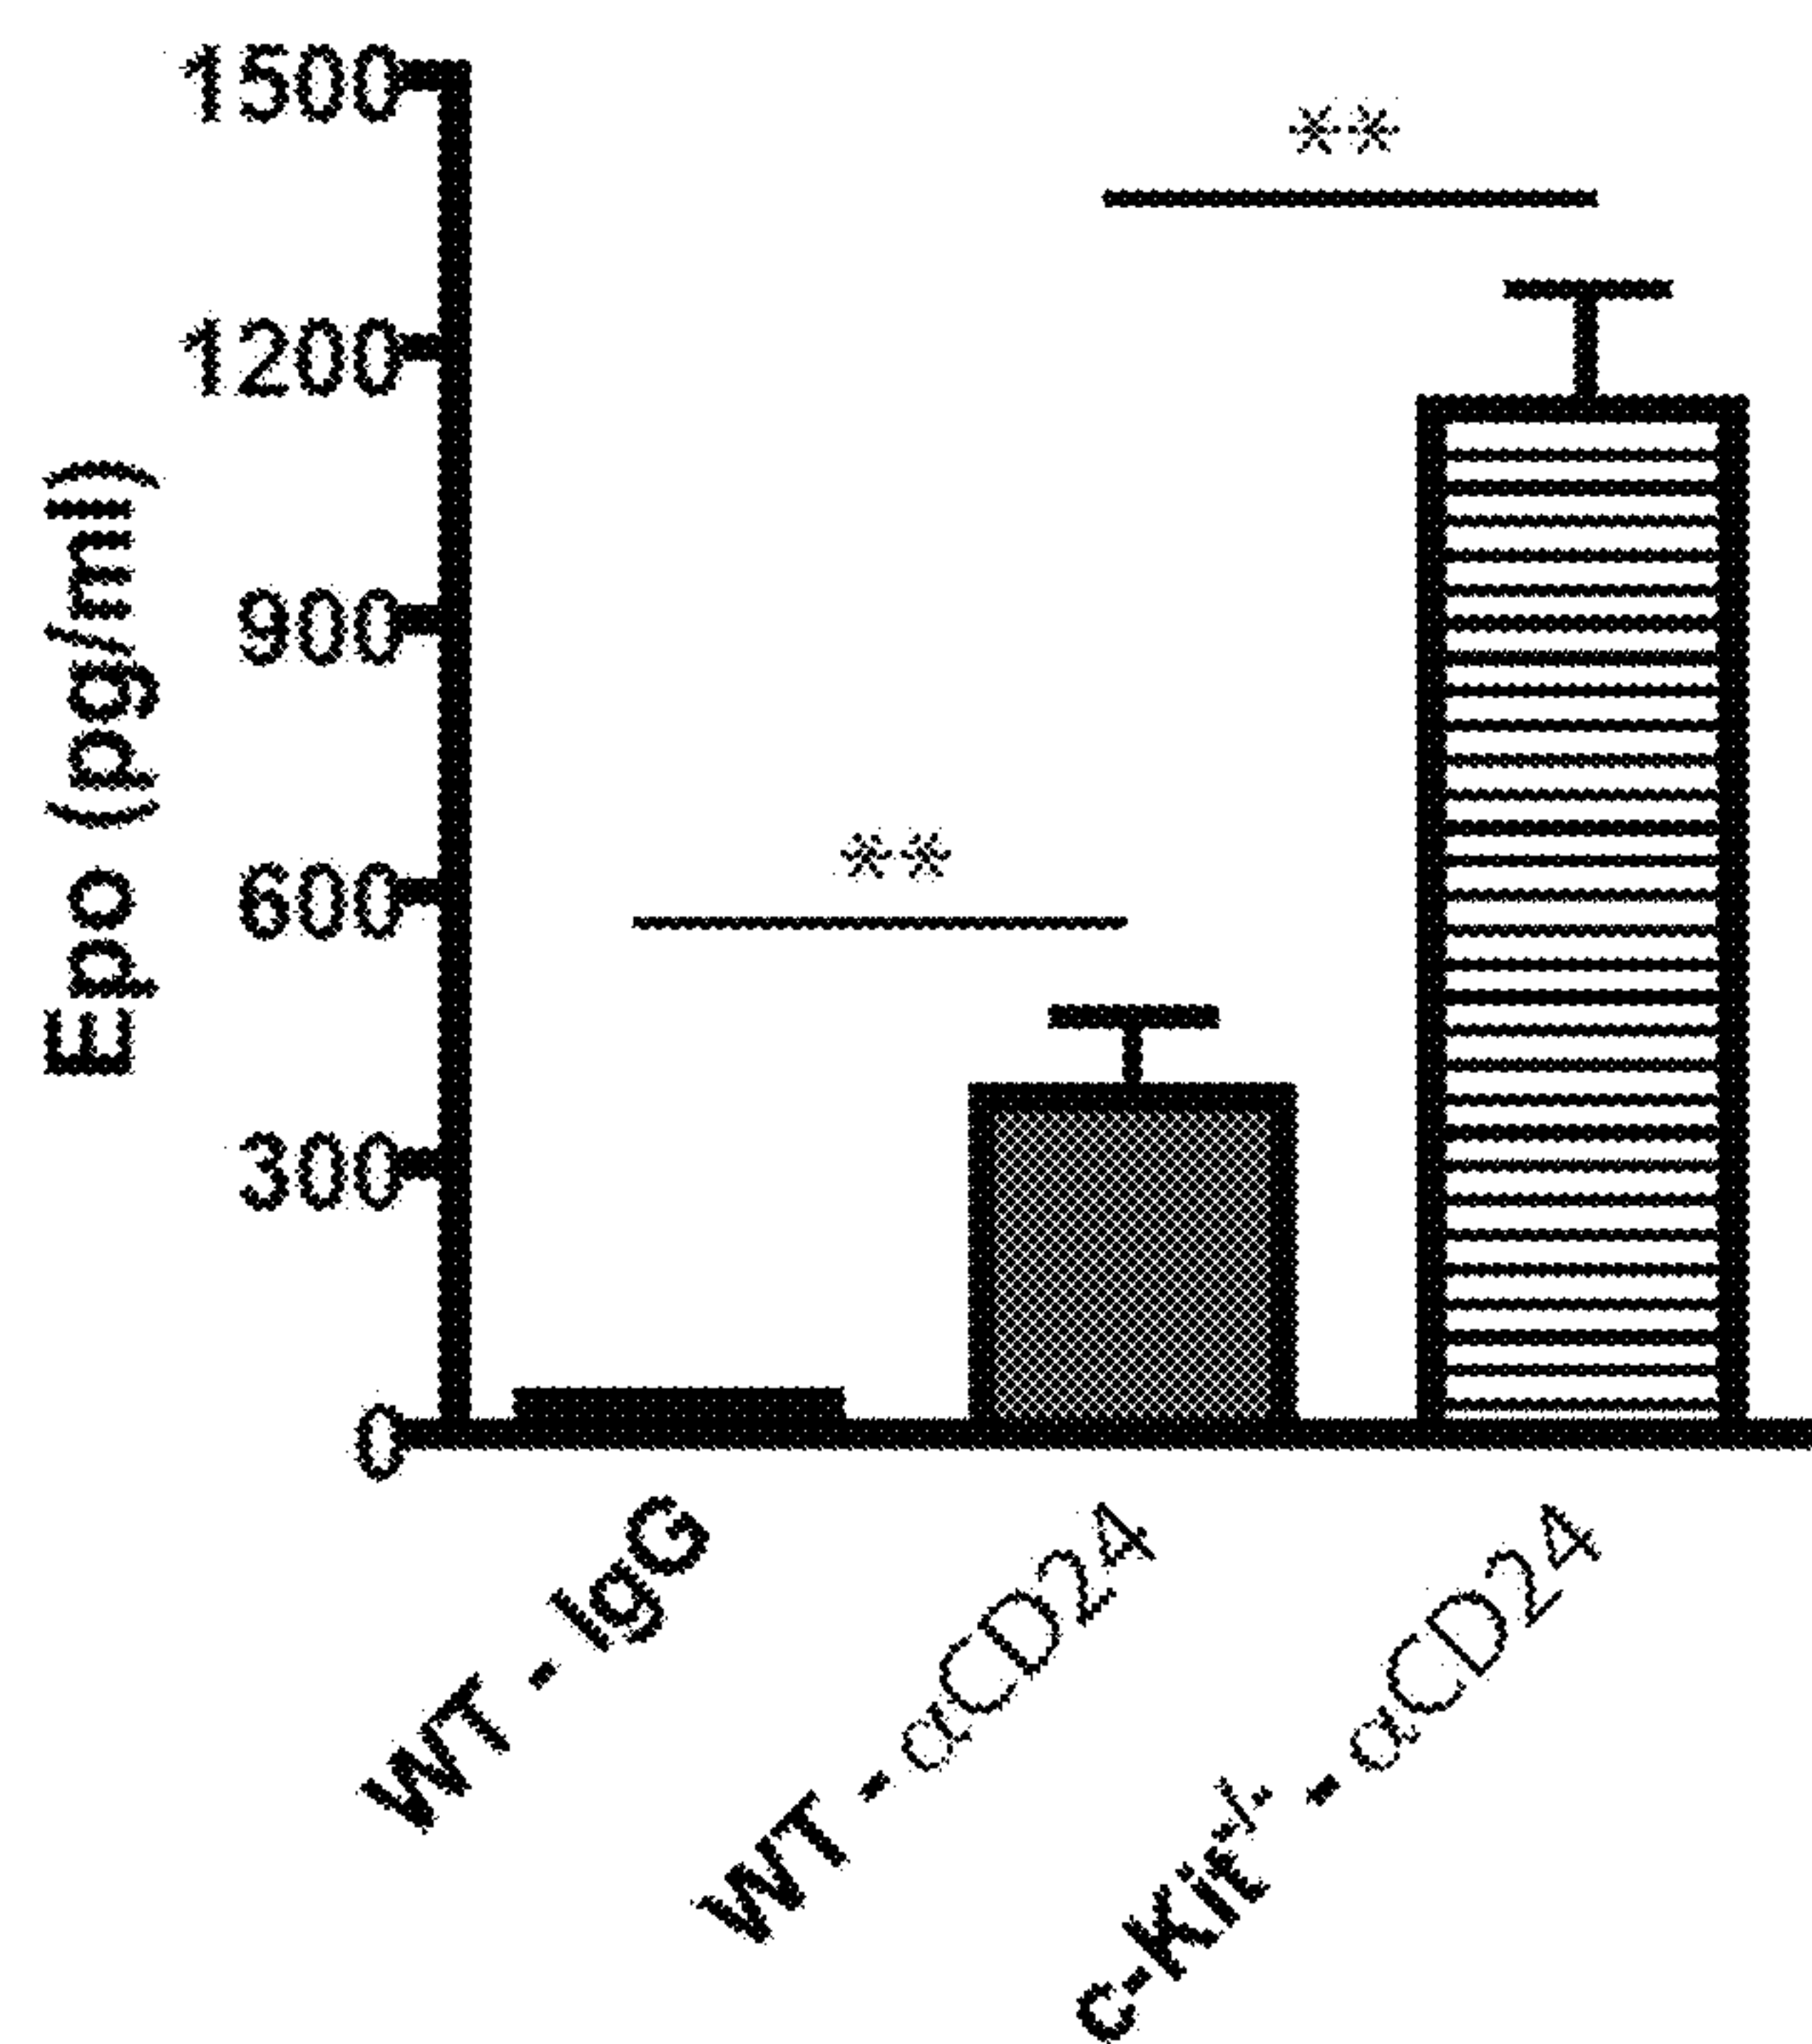 Epo (pg/ml)
1500
1200
900
600
300
0
**
**
WT - IgG
WT - αCD24
c-Kit-/- - αCD24